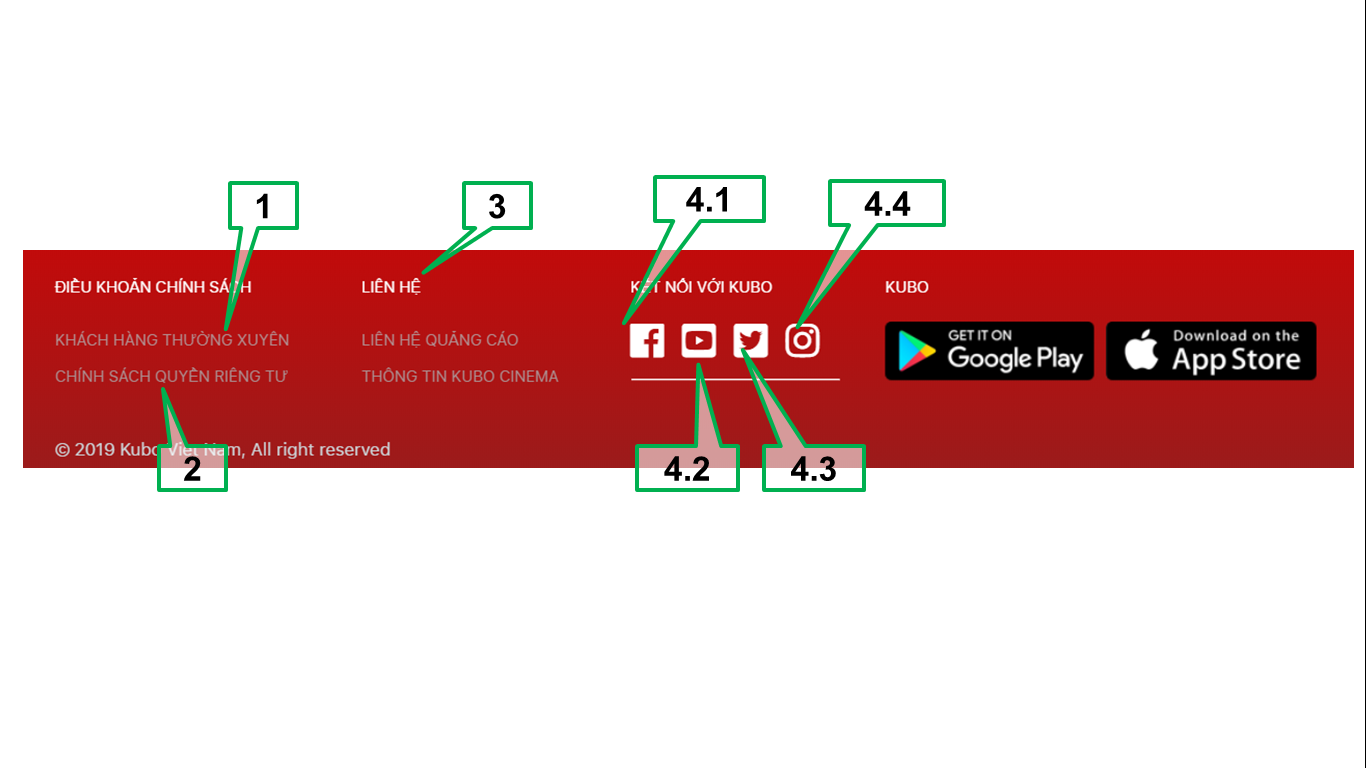 1
3
4.1
4.4
ĐIỀU KHOẢN CHÍNH SÁCH
LIÊN HỆ
KẾT NỐI VỚI KUBO
KUBO
KHÁCH HÀNG THƯỜNG XUYÊN
LIÊN HỆ QUẢNG CÁO
GET IT ON
Google Play
Download on the
App Store
CHÍNH SÁCH QUYỀN RIÊNG TƯ
THÔNG TIN KUBO CINEMA
© 2019 Kubo Viet Nam, All right reserved
2
4.2
4.3